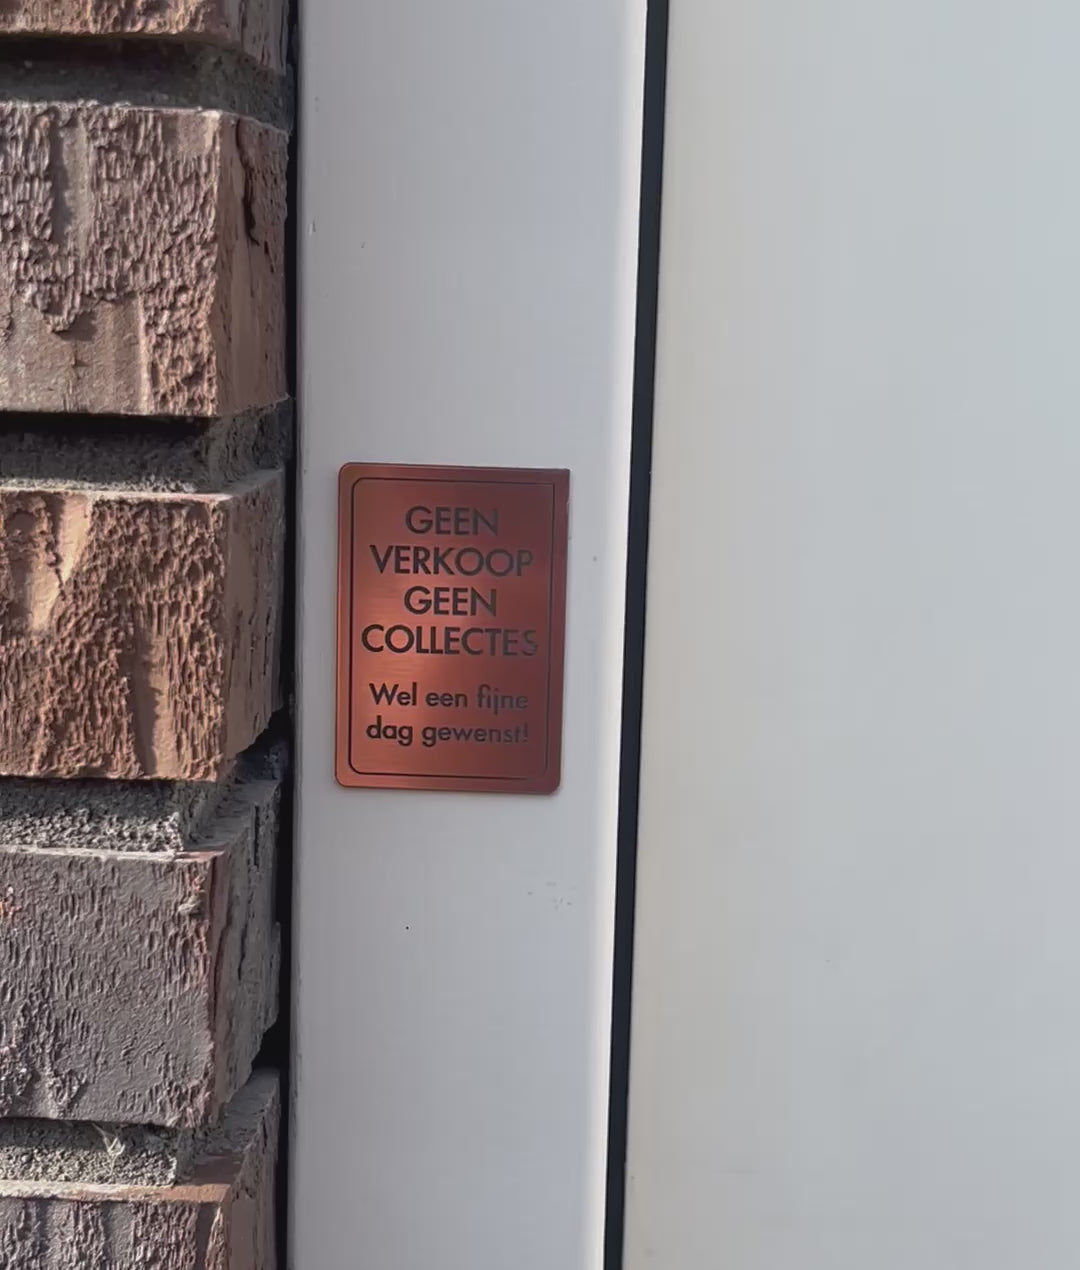 GEEN
VERKOOP
GEEN
COLLECTES
Wel een fijne
dag gewenst!